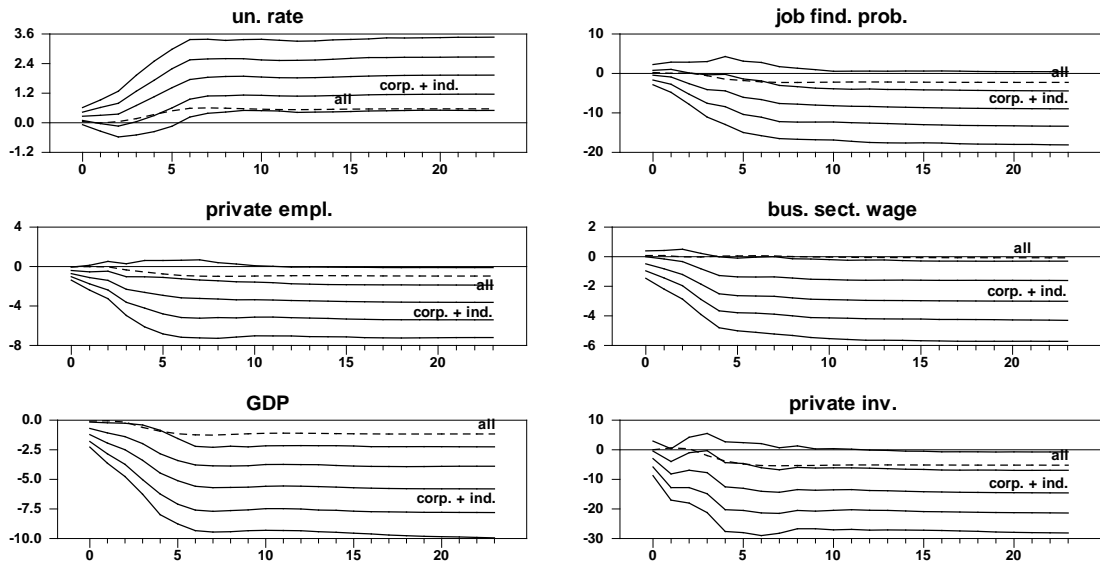 un. rate
3.6
2.4
1.2
0.0
-1.2
corp. + ind.
all
0 5 10 15 20
job find. prob.
10
0
-10
-20
all
corp. + ind.
0 5 10 15 20
private empl.
4
0
-4
-8
all
corp. + ind.
0 5 10 15 20
bus. sect. wage
2
0
-2
-4
-6
all
corp. + ind.
0 5 10 15 20
GDP
0.0
-2.5
-5.0
-7.5
-10.0
all
corp. + ind.
0 5 10 15 20
private inv.
10
0
-10
-20
-30
all
corp. + ind.
0 5 10 15 20